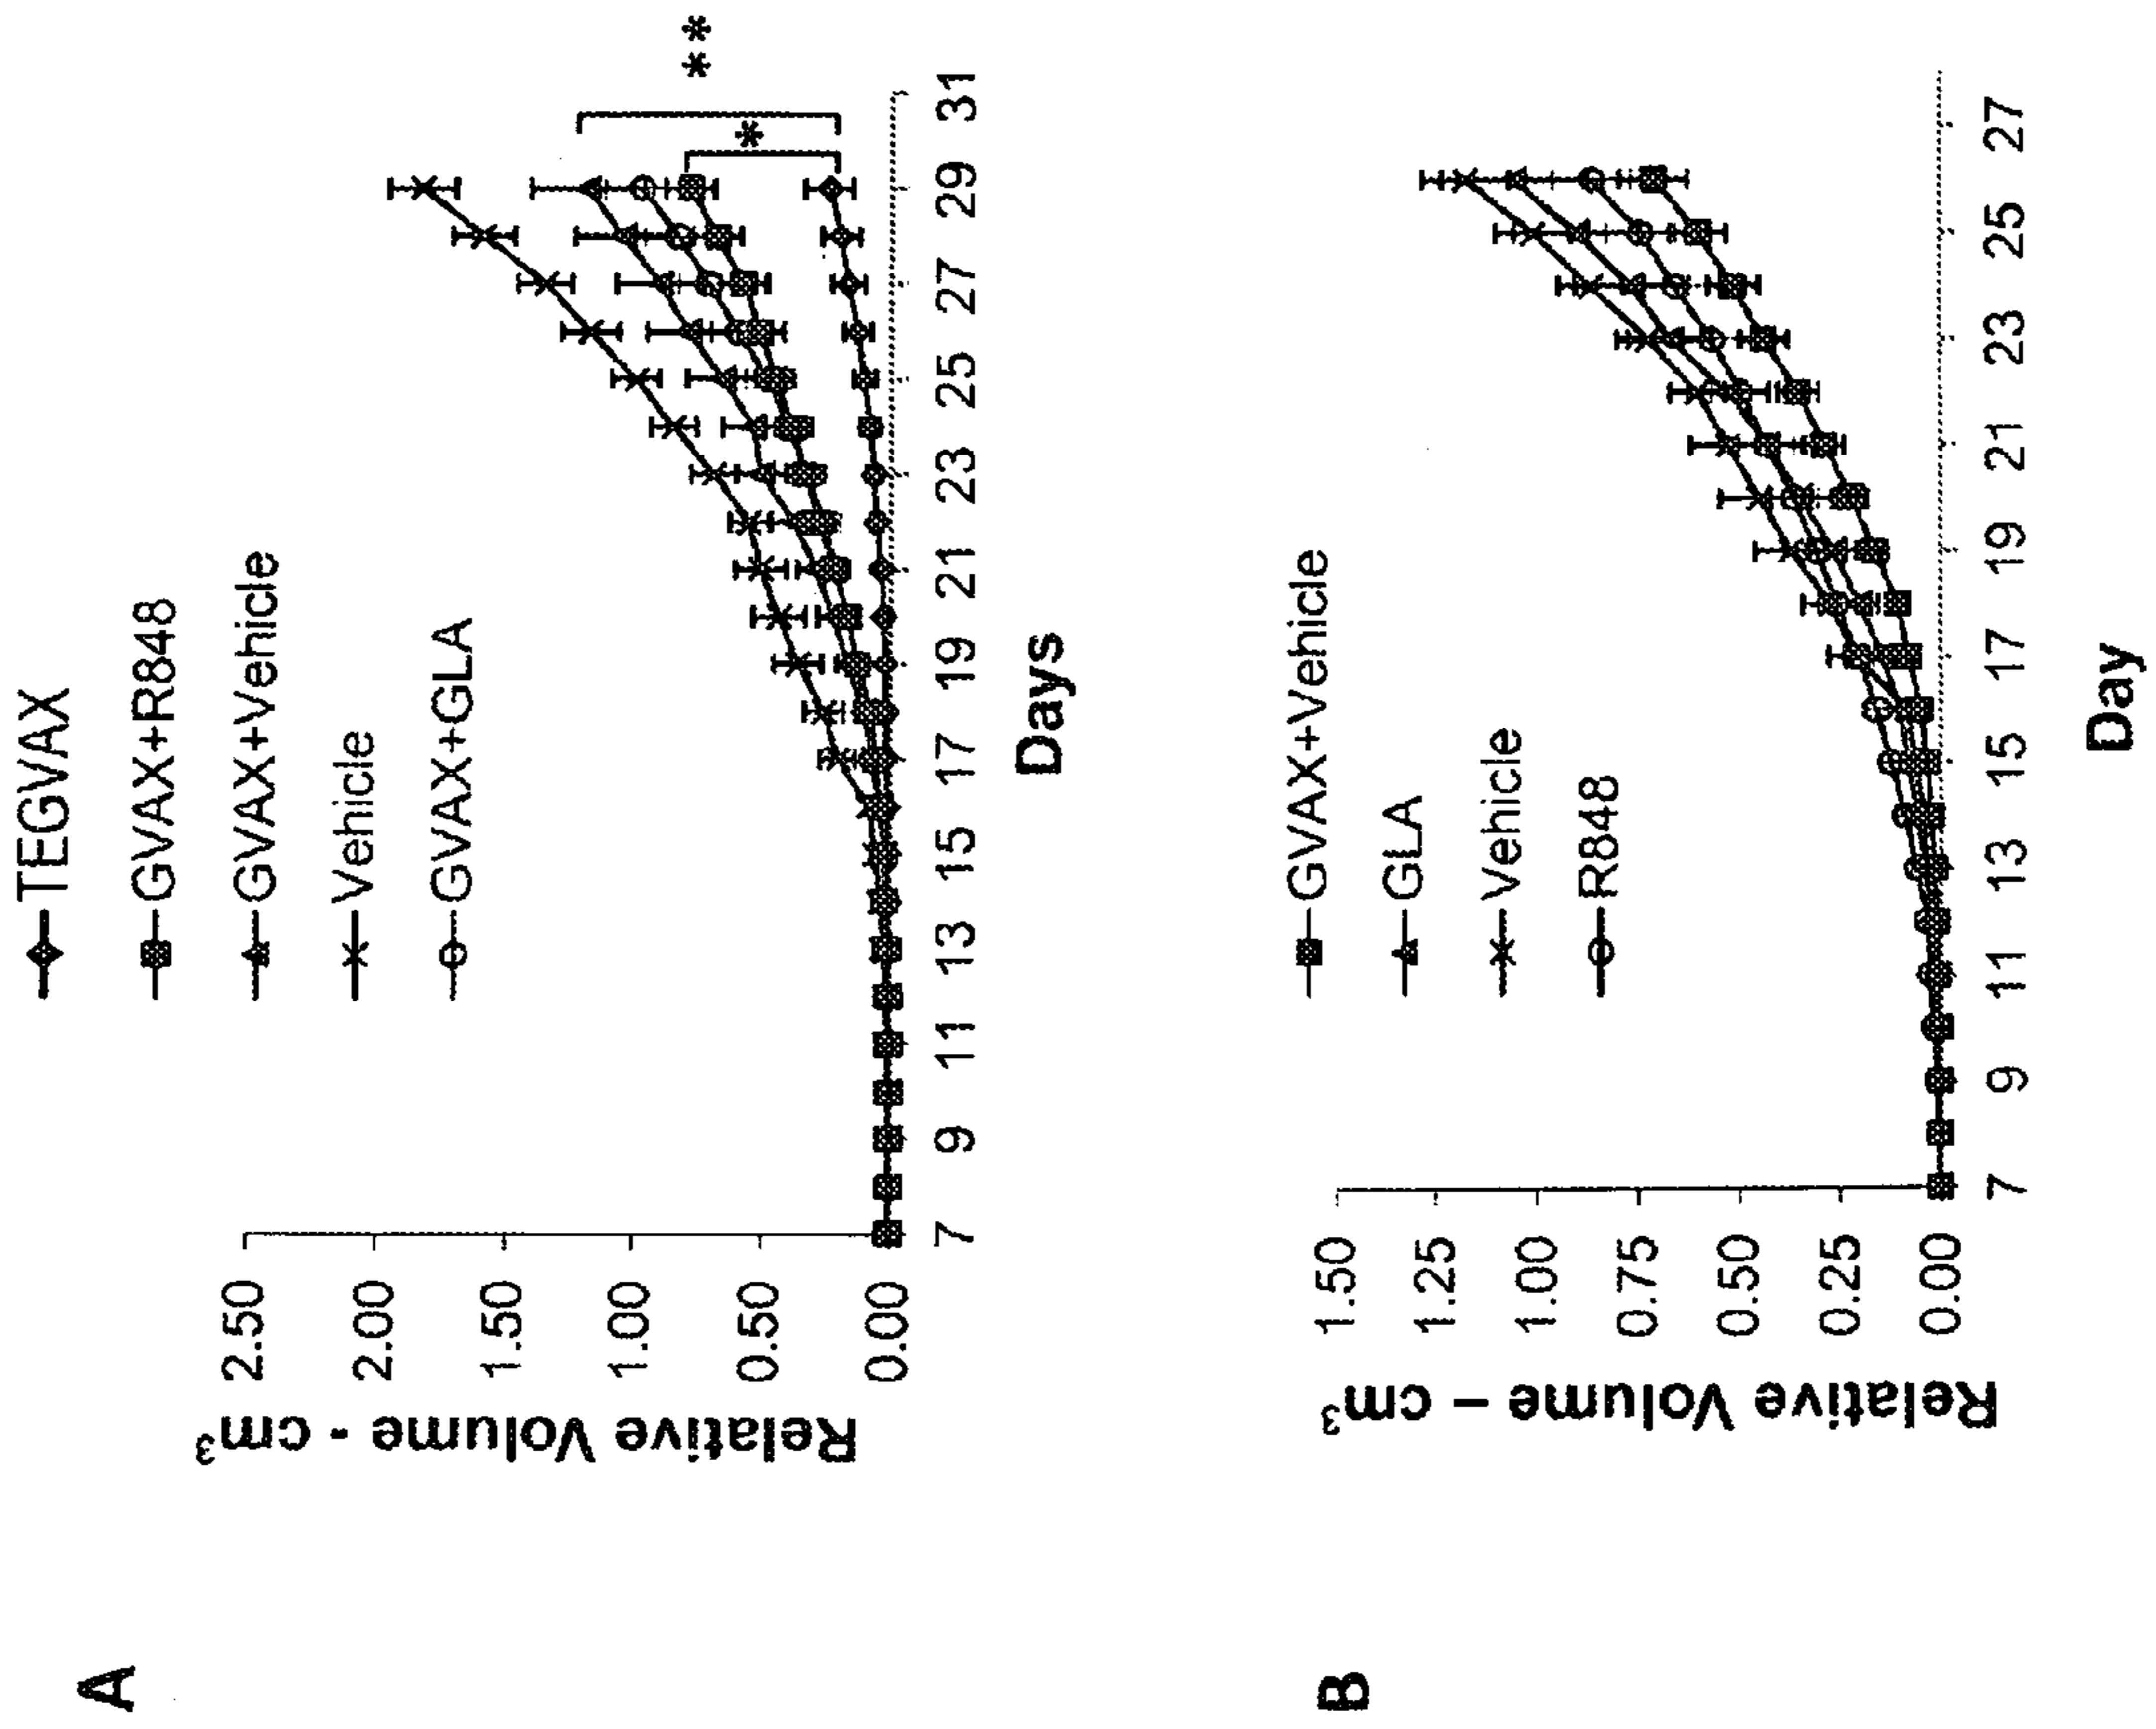 A
TEGVAX
GVAX+R848
GVAX+Vehicle
Vehicle
GVAX+GLA
Relative Volume - cm³
2.50
2.00
1.50
1.00
0.50
0.00
7 9 11 13 15 17 19 21 23 25 27 29 31
Days
*
**
B
GVAX+Vehicle
GLA
Vehicle
R848
Relative Volume – cm³
1.50
1.25
1.00
0.75
0.50
0.25
0.00
7 9 11 13 15 17 19 21 23 25 27
Day